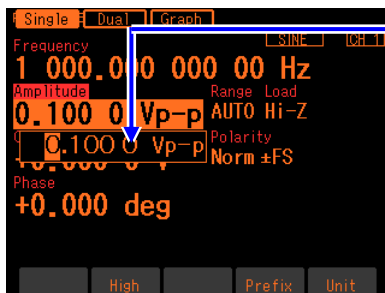 Single Dual Graph
Frequency SINE CH 1
1 000.000 000 00 Hz
Amplitude Range Load
0.100 0 Vp-p AUTO Hi-Z
0.100 0 Vp-p Polarity
Norm ±FS
Phase
+0.000 deg
High Prefix Unit